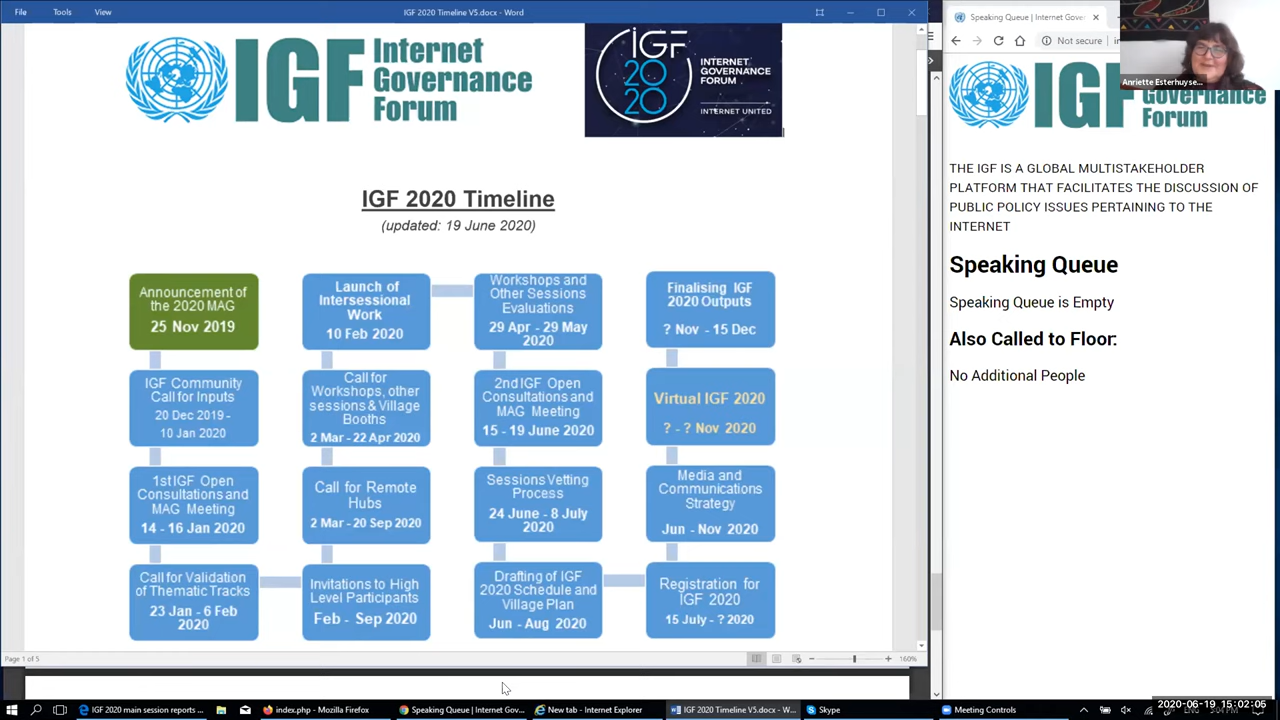 File
Tools
View
IGF 2020 Timeline V5.docx - Word
IGF
Internet
Governance
Forum
IGF
20
20
INTERNET
GOVERNANCE
FORUM
INTERNET UNITED
IGF 2020 Timeline
(updated: 19 June 2020)
Announcement of
the 2020 MAG
25 Nov 2019
IGF Community
Call for Inputs
20 Dec 2019 -
10 Jan 2020
1st IGF Open
Consultations and
MAG Meeting
14 - 16 Jan 2020
Call for Validation
of Thematic Tracks
23 Jan - 6 Feb
2020
Launch of
Intersessional
Work
10 Feb 2020
Call for
Workshops, other
sessions & Village
Booths
2 Mar - 22 Apr 2020
Call for Remote
Hubs
2 Mar - 20 Sep 2020
Invitations to High
Level Participants
Feb - Sep 2020
Workshops and
Other Sessions
Evaluations
29 Apr - 29 May
2020
2nd IGF Open
Consultations and
MAG Meeting
15 - 19 June 2020
Sessions Vetting
Process
24 June - 8 July
2020
Drafting of IGF
2020 Schedule and
Village Plan
Jun - Aug 2020
Finalising IGF
2020 Outputs
? Nov - 15 Dec
Virtual IGF 2020
? - ? Nov 2020
Media and
Communications
Strategy
Jun - Nov 2020
Registration for
IGF 2020
15 July - ? 2020
Page 1 of 5
160%
Speaking Queue | Internet Gove
Not secure
Anriette Esterhuyse...
IGF
Governance
Forum
THE IGF IS A GLOBAL MULTISTAKEHOLDER
PLATFORM THAT FACILITATES THE DISCUSSION OF
PUBLIC POLICY ISSUES PERTAINING TO THE
INTERNET
Speaking Queue
Speaking Queue is Empty
Also Called to Floor:
No Additional People
IGF 2020 main session reports ...
index.php - Mozilla Firefox
Speaking Queue | Internet Gov...
New tab - Internet Explorer
IGF 2020 Timeline V5.docx - W...
Skype
Meeting Controls
2020-06-19 15:02:05